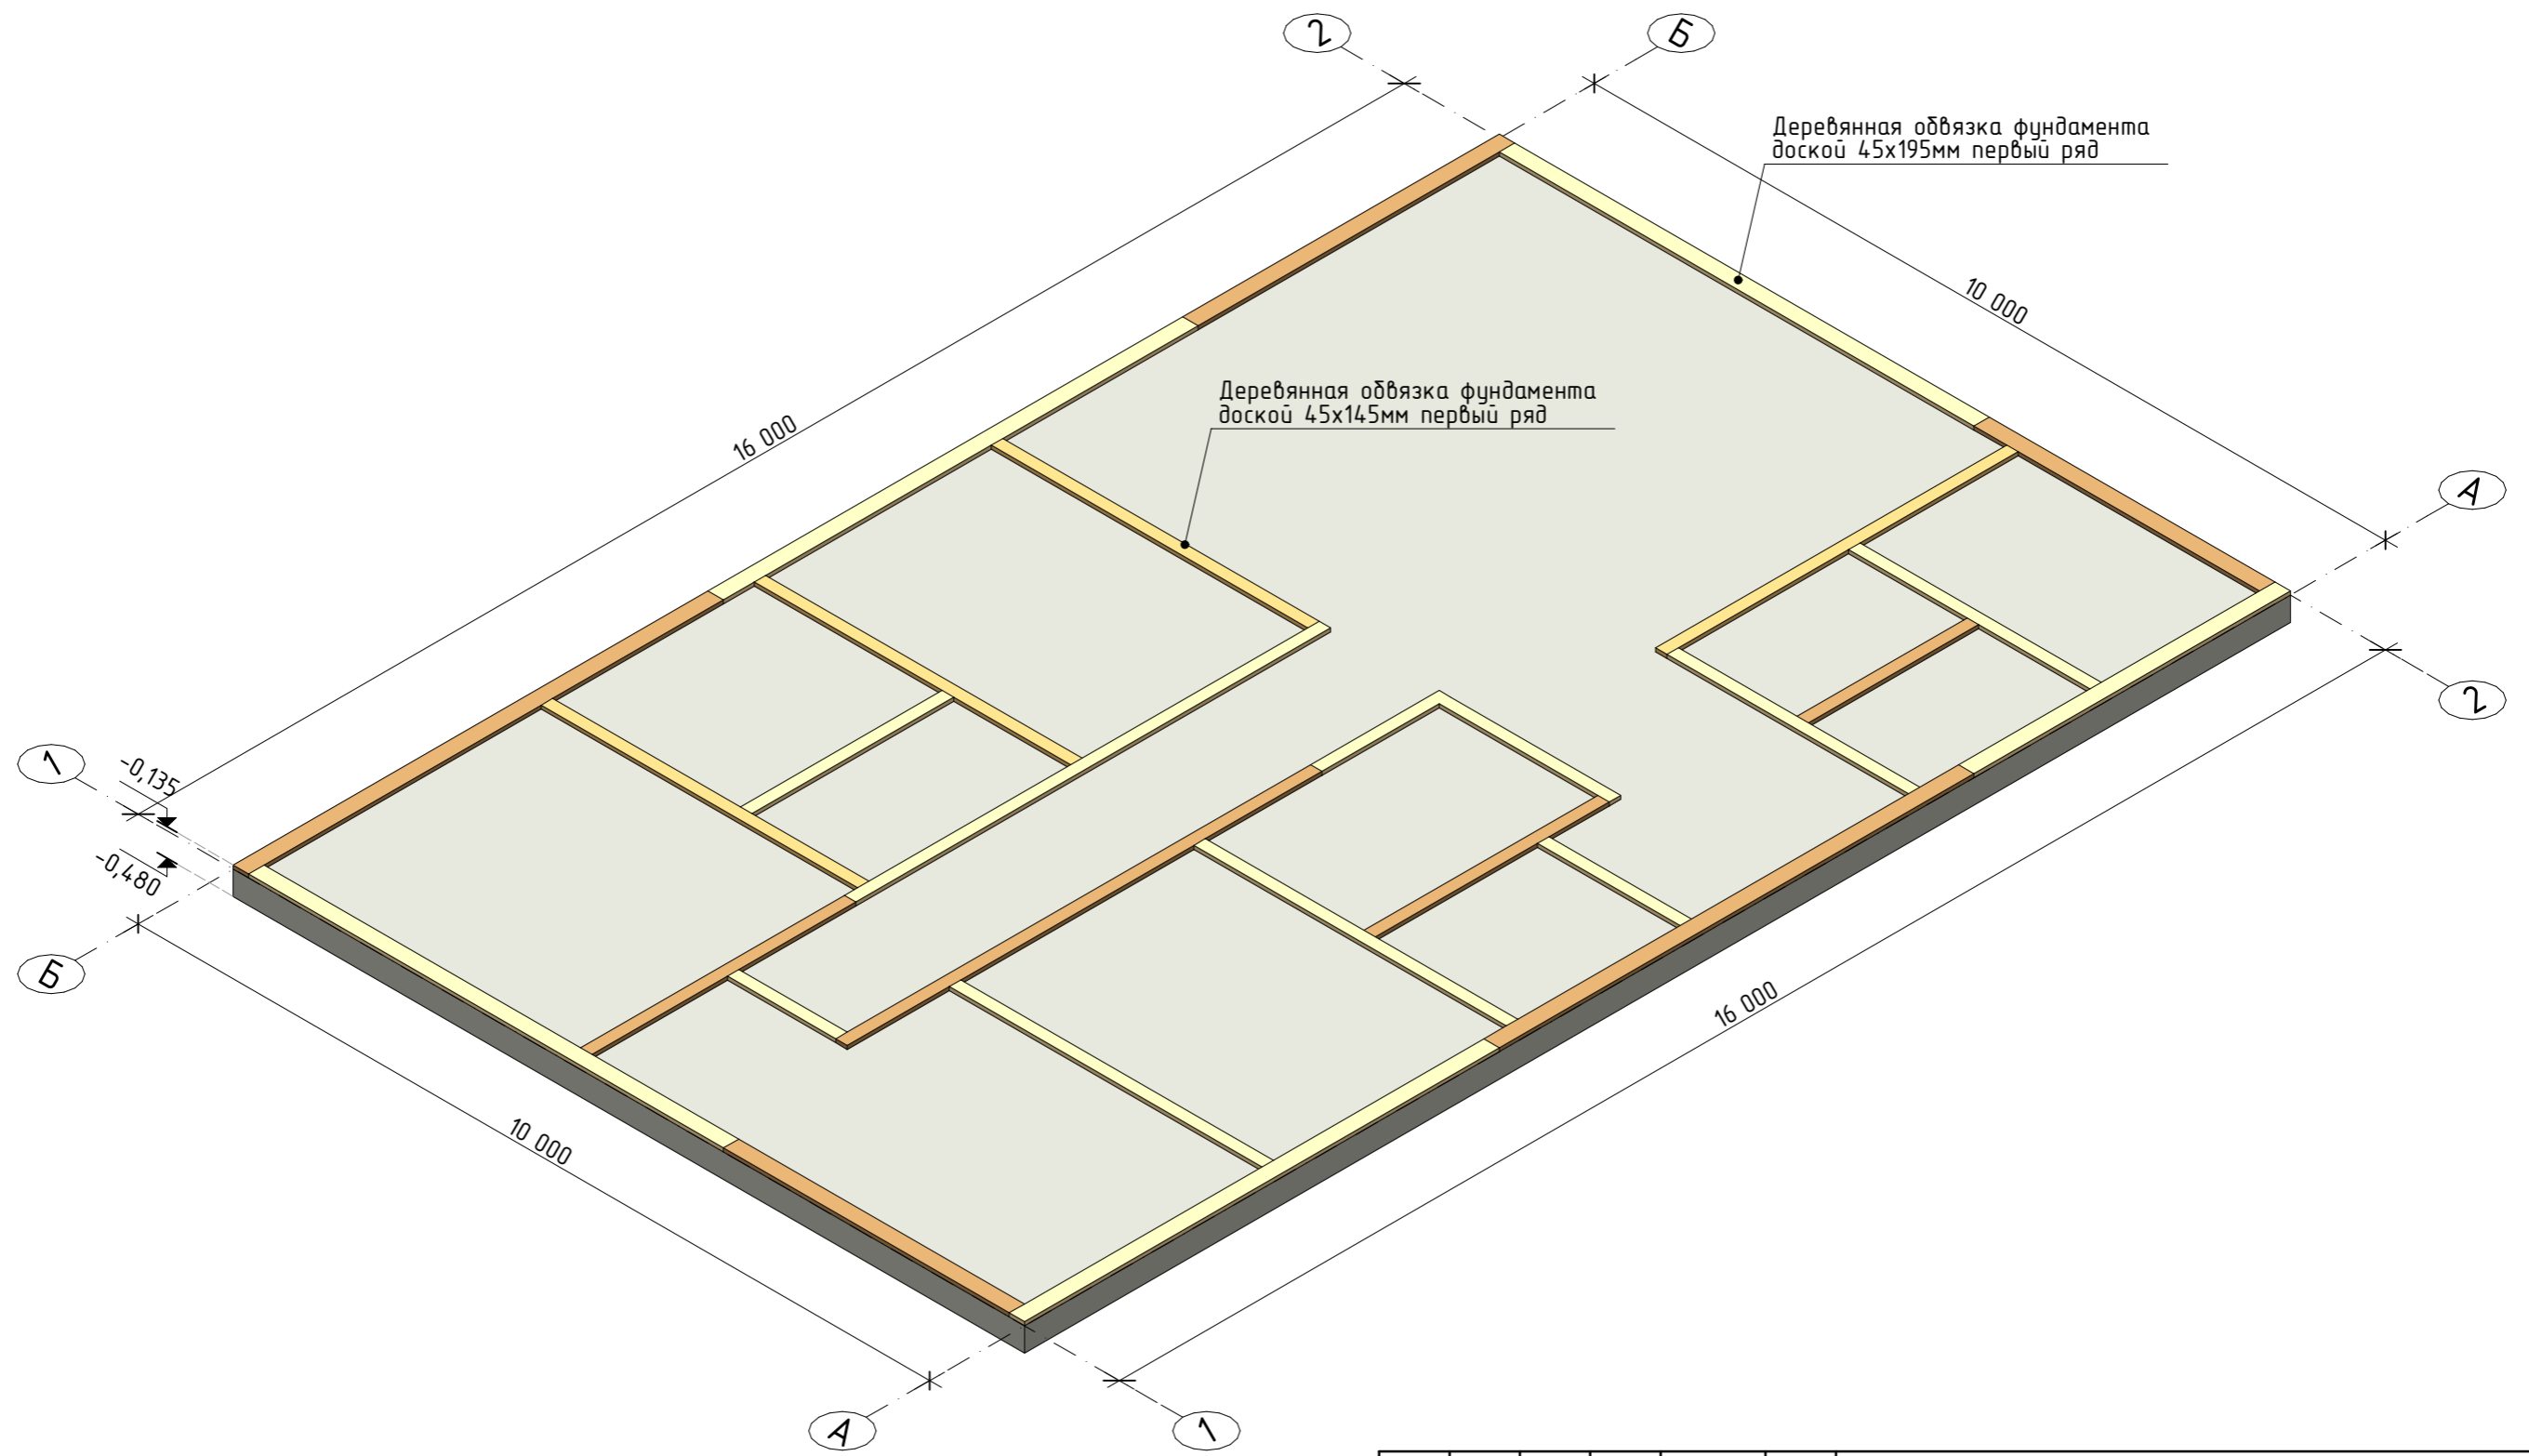 2
Б
Деревянная обвязка фундамента
доской 45х195мм первый ряд
10 000
Деревянная обвязка фундамента
доской 45х145мм первый ряд
16 000
А
2
1
-0,135
-0,480
Б
16 000
10 000
А
1